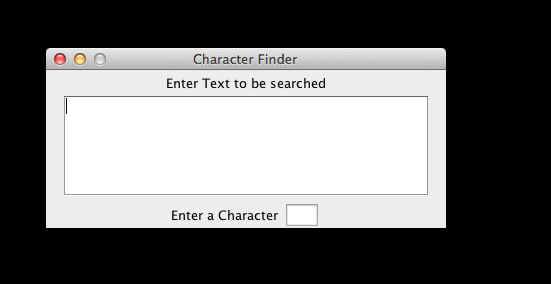 Character Finder
Enter Text to be searched
Enter a Character